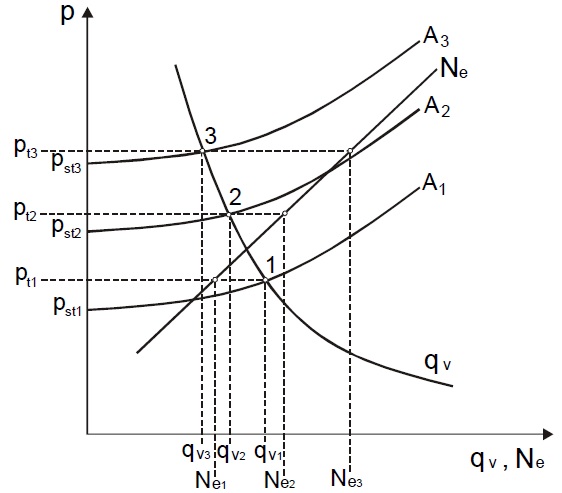 p
A3
Ne
A2
A1
3
2
1
pt3
pst3
pt2
pst2
pt1
pst1
qv
qv3 qv2 qv1
Ne1 Ne2 Ne3
qv , Ne